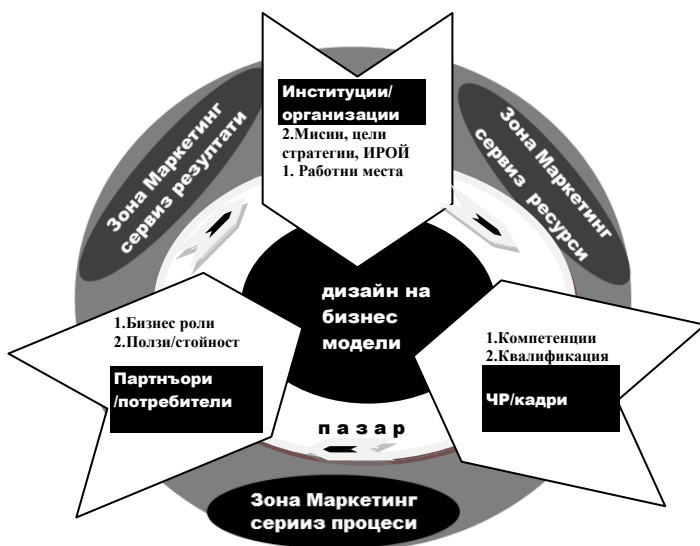 Институции/
организации
2.Мисии, цели
стратегии, ИРОЙ
1. Работни места
Зона Маркетинг
сервиз резултати
Зона Маркетинг
сервиз ресурси
дизайн на
бизнес
модели
1.Бизнес роли
2.Ползи/стойност
Партнъори
/потребители
1.Компетенции
2.Квалификация
ЧР/кадри
пазар
Зона Маркетинг
сериз процеси